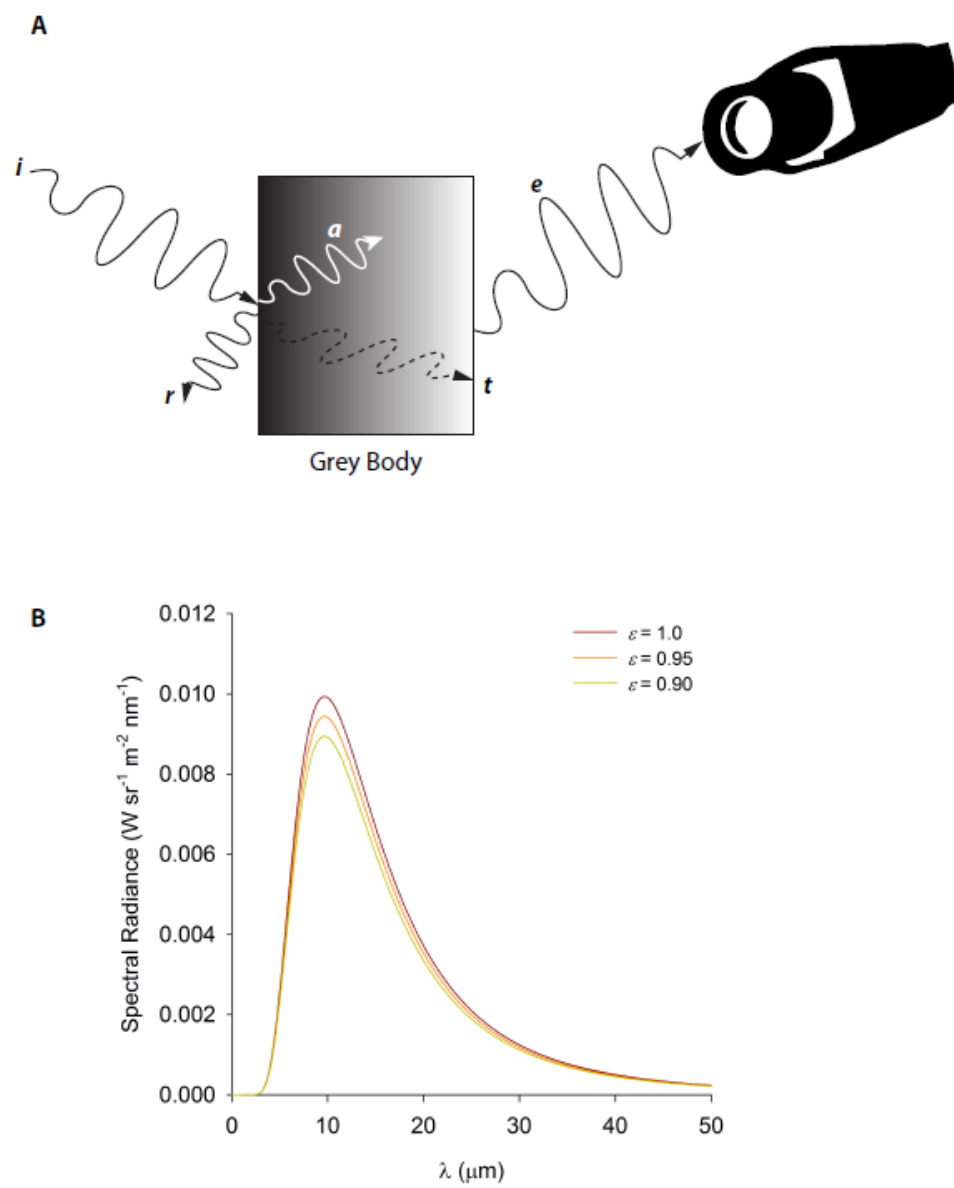 A
i
e
a
r
t
Grey Body
B
0.012
0.010
0.008
0.006
0.004
0.002
0.000
Spectral Radiance (W sr⁻¹ m⁻² nm⁻¹)
ε = 1.0
ε = 0.95
ε = 0.90
0 10 20 30 40 50
λ (μm)